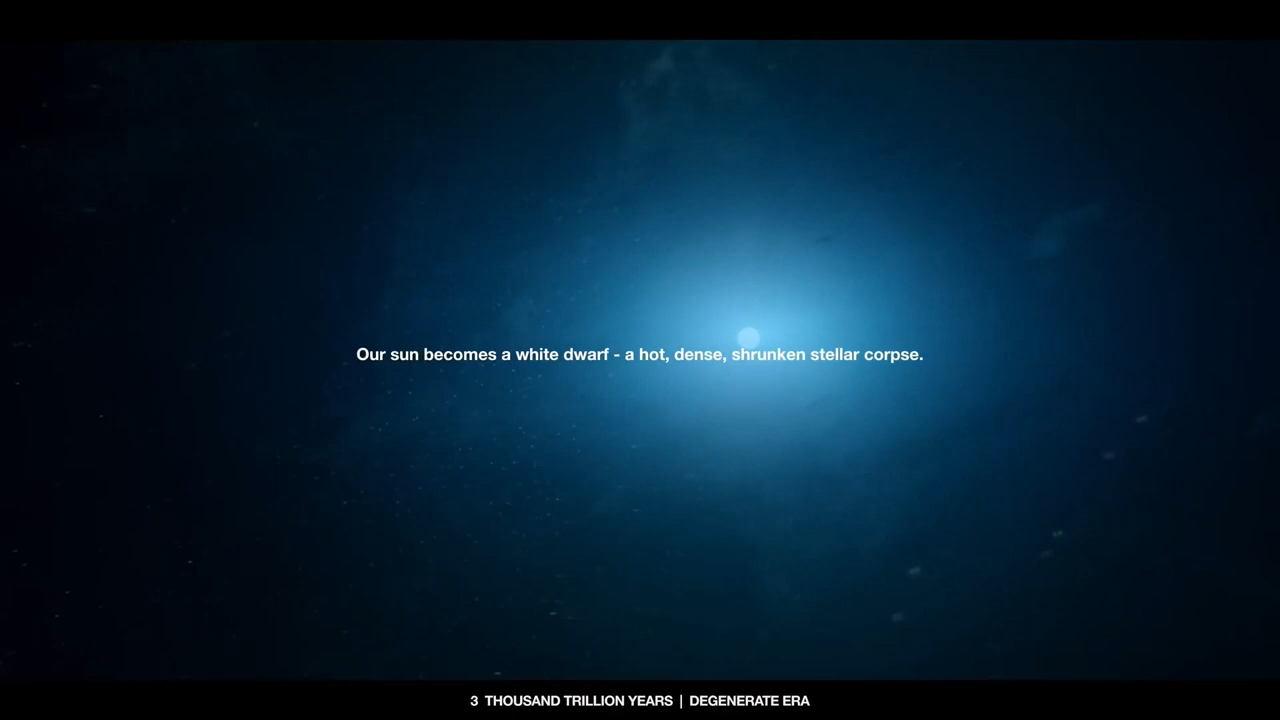 Our sun becomes a white dwarf - a hot, dense, shrunken stellar corpse.
3 THOUSAND TRILLION YEARS | DEGENERATE ERA